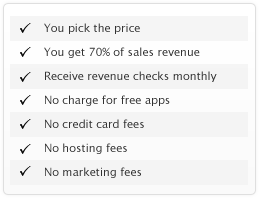 You pick the price
You get 70% of sales revenue
Receive revenue checks monthly
No charge for free apps
No credit card fees
No hosting fees
No marketing fees